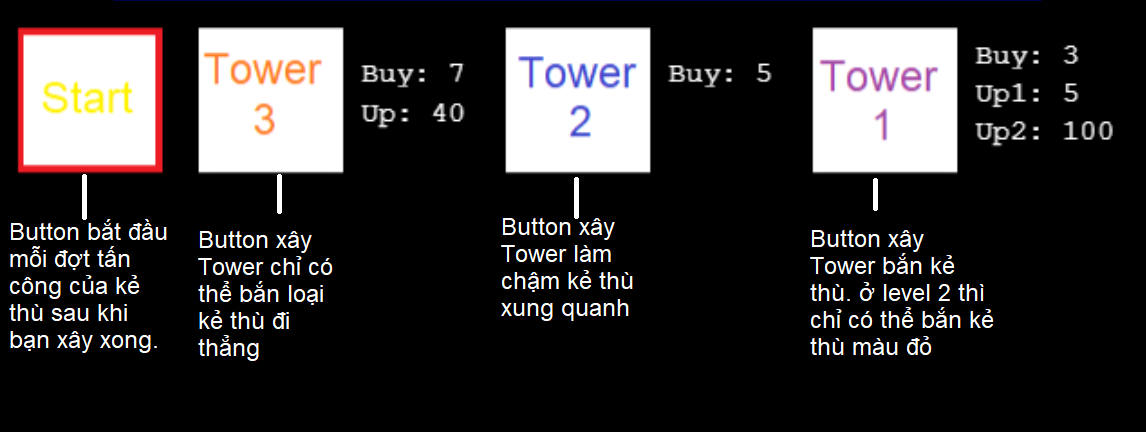 Start
Tower
3
Buy: 7
Up: 40
Tower
2
Buy: 5
Tower
1
Buy: 3
Up1: 5
Up2: 100
Button bắt đầu
mỗi đợt tấn
công của kẻ
thù sau khi
bạn xây xong.
Button xây
Tower chỉ có
thể bắn loại
kẻ thù đi
thẳng
Button xây
Tower làm
chậm kẻ thù
xung quanh
Button xây
Tower bắn kẻ
thù. ở level 2 thì
chỉ có thể bắn kẻ
thù màu đỏ